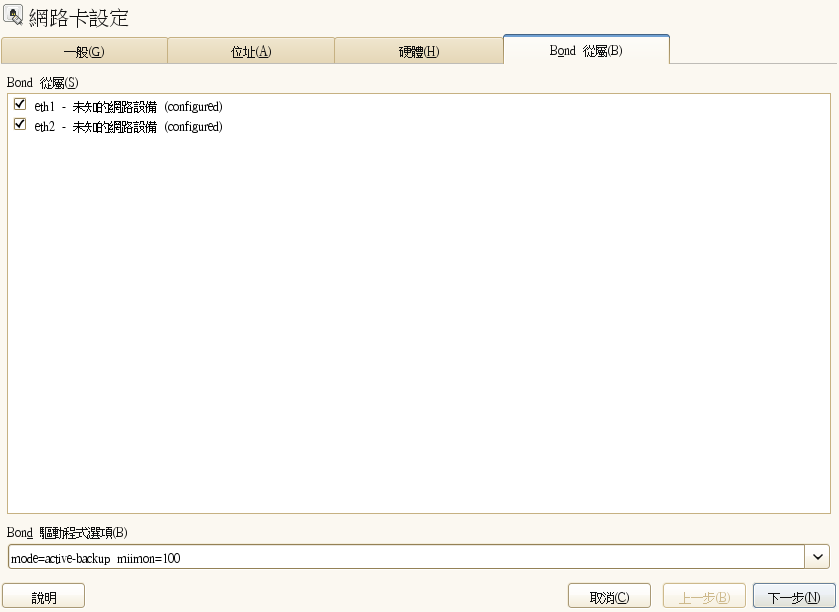 網路卡設定
一般(G) 位址(A) 硬體(H) Bond 從屬(B)
Bond 從屬(S)
eth1 - 未知的網路設備 (configured)
eth2 - 未知的網路設備 (configured)
Bond 驅動程式選項(B)
mode=active-backup miimon=100
說明 取消(C) 上一步(B) 下一步(N)